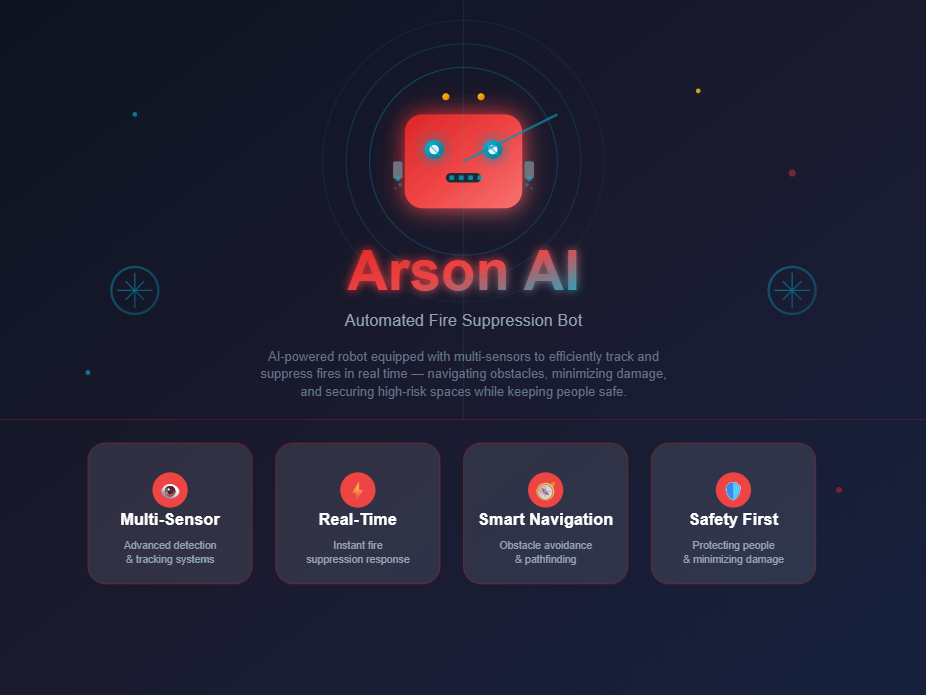 Arson AI
Automated Fire Suppression Bot
AI-powered robot equipped with multi-sensors to efficiently track and
suppress fires in real time — navigating obstacles, minimizing damage,
and securing high-risk spaces while keeping people safe.
Multi-Sensor
Advanced detection
& tracking systems
Real-Time
Instant fire
suppression response
Smart Navigation
Obstacle avoidance
& pathfinding
Safety First
Protecting people
& minimizing damage